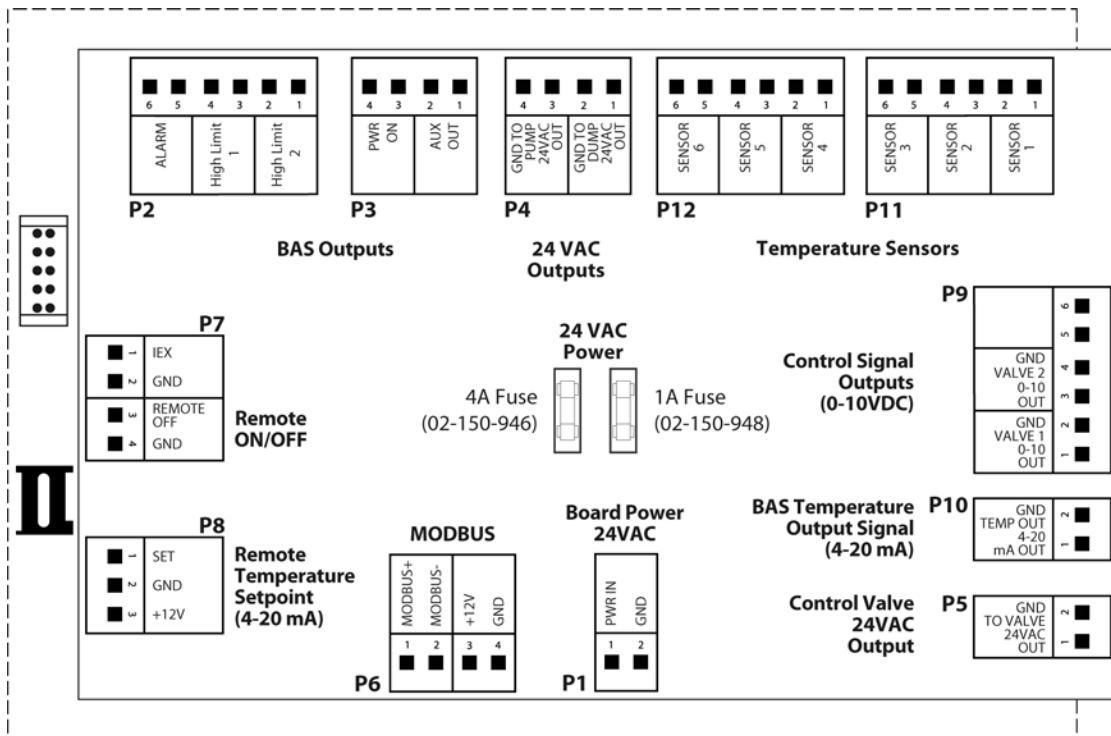 6 5 4 3 2 1
ALARM
High Limit
1
High Limit
2
P2
4 3 2 1
PWR
ON
AUX
OUT
P3
4 3 2 1
GND TO
PUMP
24VAC
OUT
GND TO
DUMP
24VAC
OUT
P4
6 5 4 3 2 1
SENSOR
6
SENSOR
5
SENSOR
4
P12
6 5 4 3 2 1
SENSOR
3
SENSOR
2
SENSOR
1
P11
BAS Outputs
24 VAC
Outputs
Temperature Sensors
P7
1 IEX
2 GND
3 REMOTE
OFF
4 GND
Remote
ON/OFF
24 VAC
Power
4A Fuse
(02-150-946)
1A Fuse
(02-150-948)
P9
Control Signal
Outputs
(0-10VDC)
6
5
4
3
2
1
GND
VALVE 2
0-10
OUT
GND
VALVE 1
0-10
OUT
P8
1 SET
2 GND
3 +12V
Remote
Temperature
Setpoint
(4-20 mA)
MODBUS
MODBUS+
MODBUS-
+12V
GND
1 2 3 4
P6
Board Power
24VAC
PWR IN
GND
1 2
P1
BAS Temperature
Output Signal
(4-20 mA)
P10
GND
TEMP OUT
4-20
mA OUT
2
1
Control Valve
24VAC
Output
P5
GND
TO VALVE
24VAC
OUT
2
1